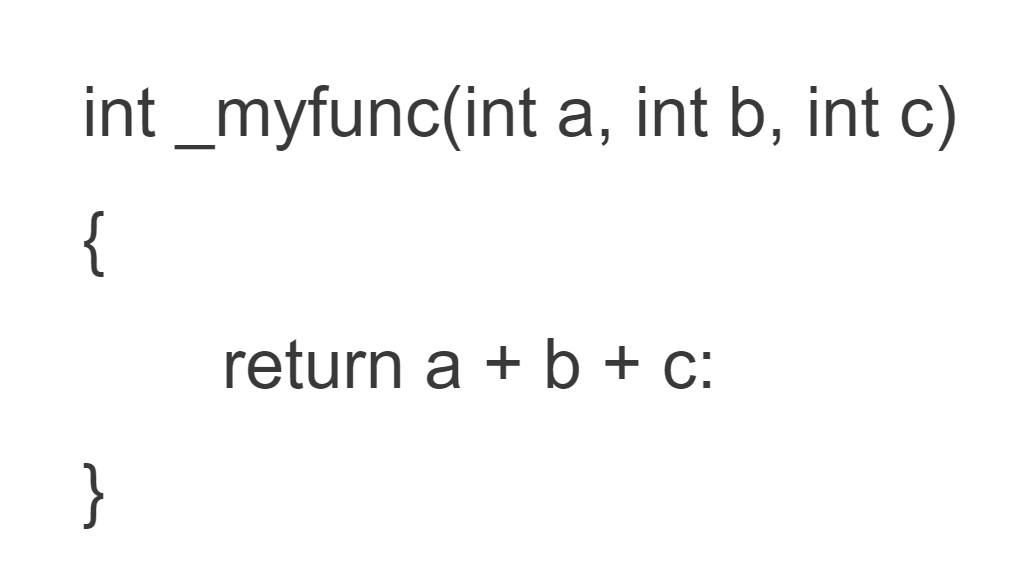 int _myfunc(int a, int b, int c)
{
return a + b + c:
}